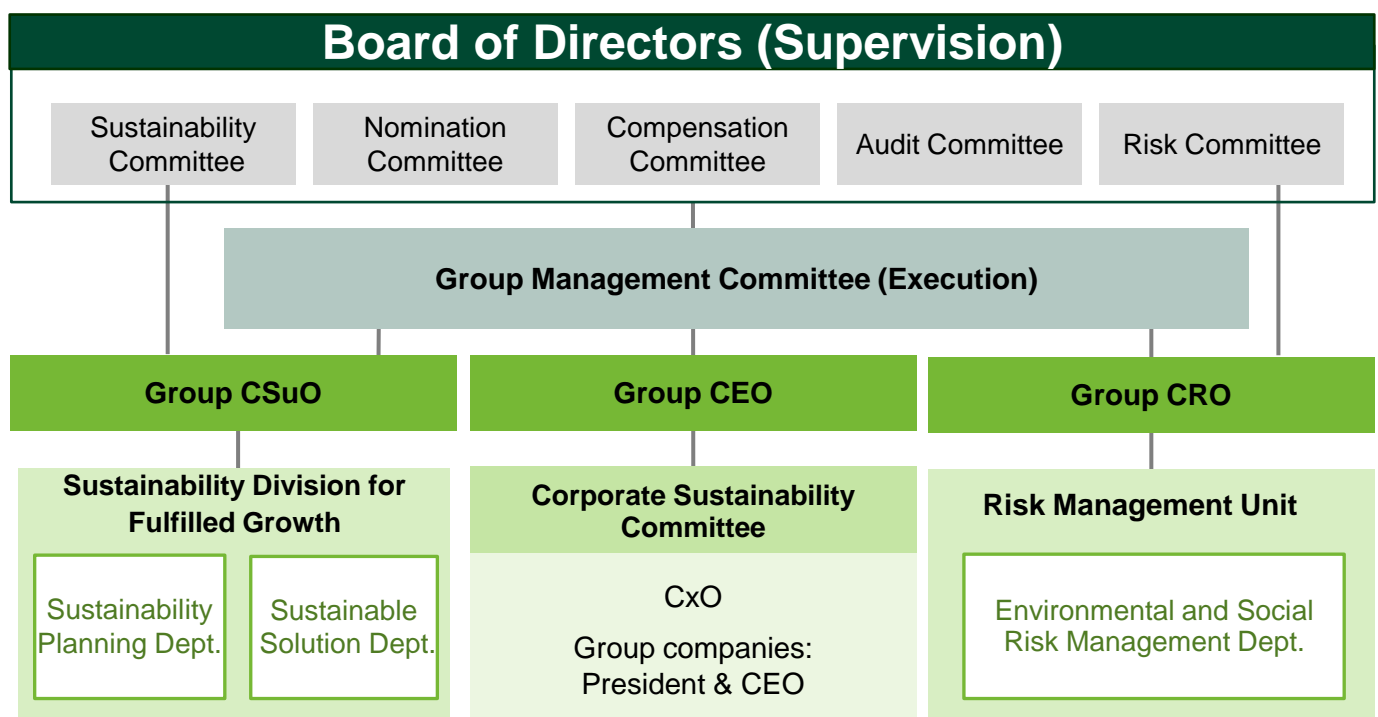 Board of Directors (Supervision)
Sustainability
Committee
Nomination
Committee
Compensation
Committee
Audit Committee
Risk Committee
Group Management Committee (Execution)
Group CSuO
Group CEO
Group CRO
Sustainability Division for
Fulfilled Growth
Sustainability
Planning Dept.
Sustainable
Solution Dept.
Corporate Sustainability
Committee
CxO
Group companies:
President & CEO
Risk Management Unit
Environmental and Social
Risk Management Dept.